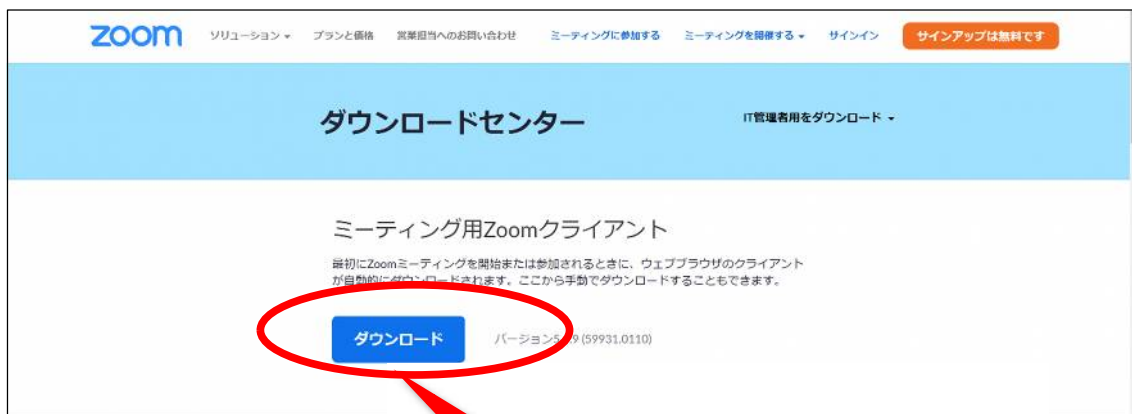 zoom ソリューション プランと価格 営業担当へのお問い合わせ ミーティングに参加する ミーティングを開催する サインイン サインアップは無料です
ダウンロードセンター IT管理者用をダウンロード
ミーティング用Zoomクライアント
最初にZoomミーティングを開始または参加されるときに、ウェブブラウザのクライアント
が自動的にダウンロードされます。ここから手動でダウンロードすることもできます。
ダウンロード バージョン (59931.0110)